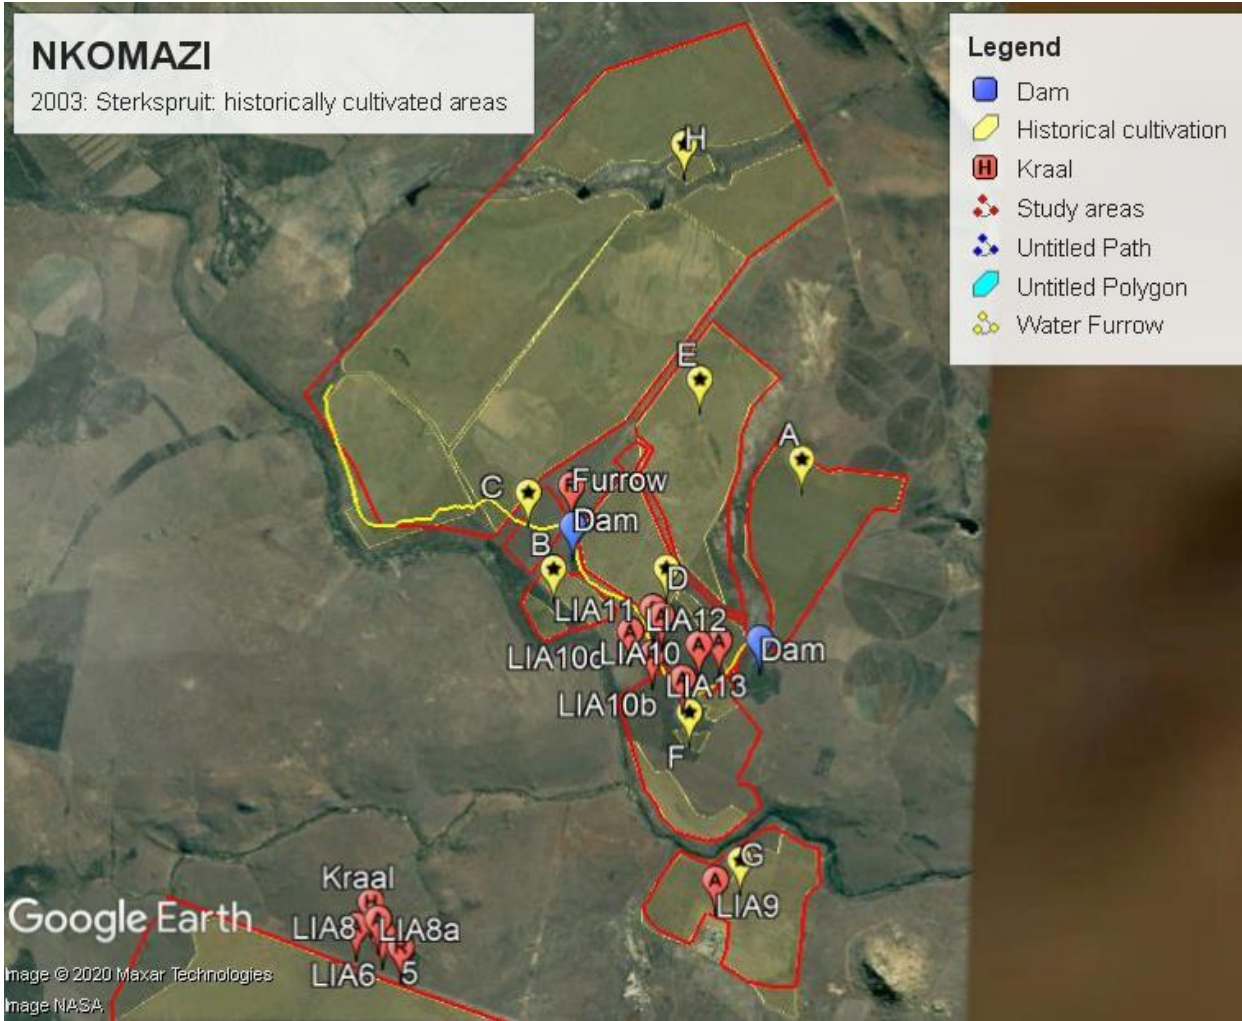 NKOMAZI
2003: Sterkspruit: historically cultivated areas
Legend
Dam
Historical cultivation
H Kraal
Study areas
Untitled Path
Untitled Polygon
Water Furrow
H
E
A
C
Furrow
Dam
B
D
LIA11
LIA12
LIA10c
LIA10
Dam
LIA13
LIA10b
F
G
LIA9
Kraal
LIA8
LIA8a
LIA6
5
Google Earth
Image © 2020 Maxar Technologies
Image NASA